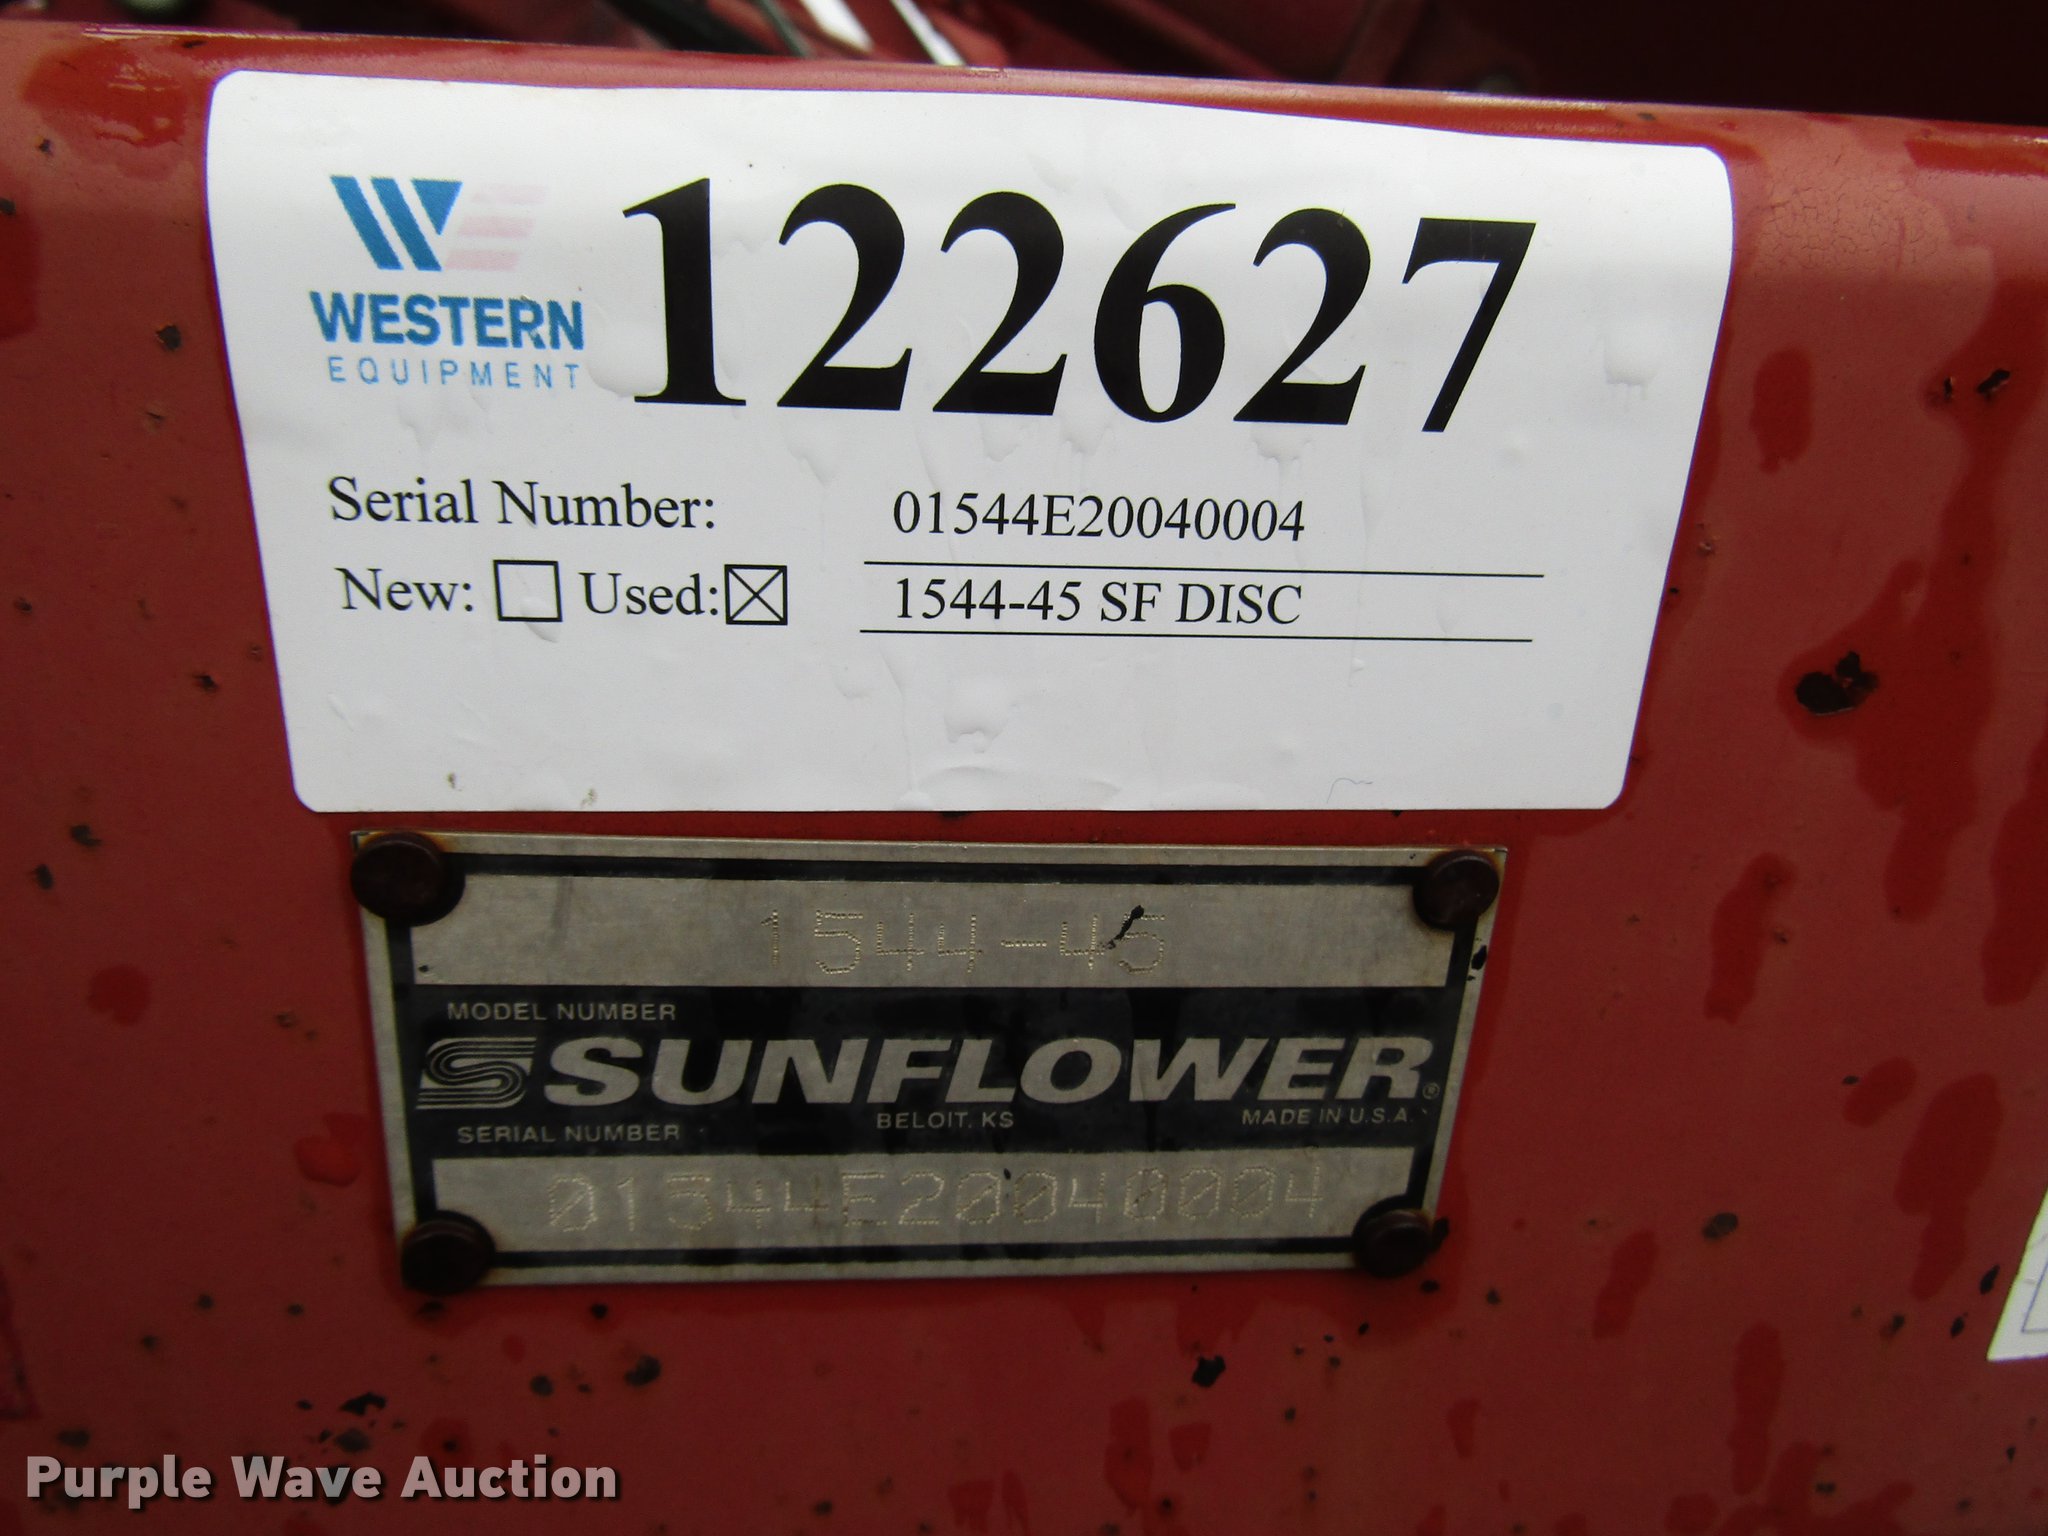 122627
WESTERN
EQUIPMENT
Serial Number: 01544E20040004
New: Used: 1544-45 SF DISC
1544-45
MODEL NUMBER
SUNFLOWER®
BELOIT, KS MADE IN U.S.A.
SERIAL NUMBER
01544E20040004
Purple Wave Auction